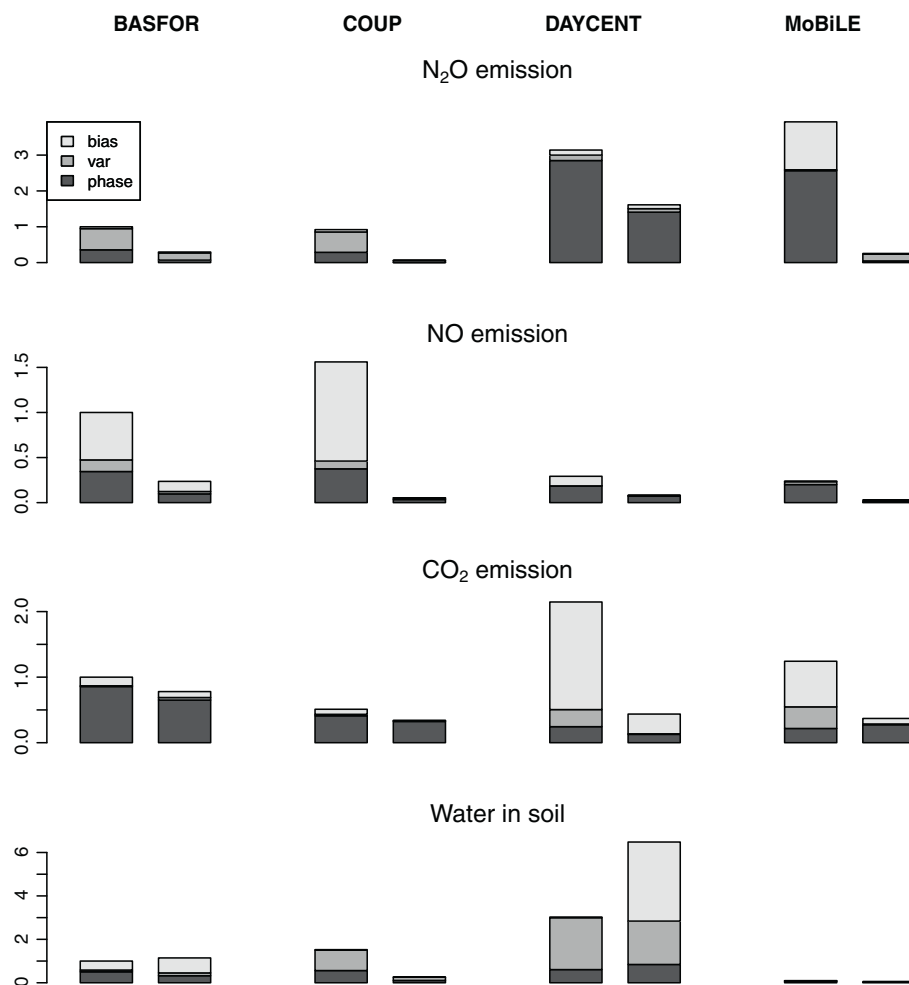 BASFOR COUP DAYCENT MoBiLE
N₂O emission
bias
var
phase
3
2
1
0
NO emission
1.5
1.0
0.5
0.0
CO₂ emission
2.0
1.0
0.0
Water in soil
6
4
2
0